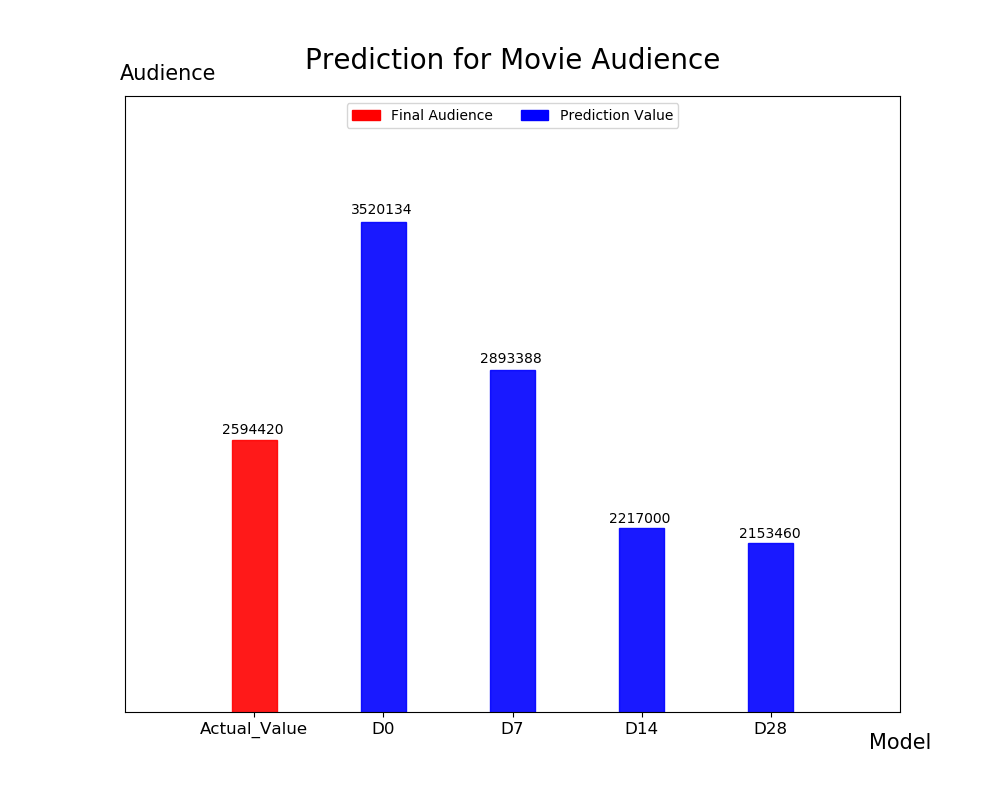 Prediction for Movie Audience
Audience
Final Audience Prediction Value
3520134
2893388
2594420
2217000
2153460
Actual_Value D0 D7 D14 D28
Model